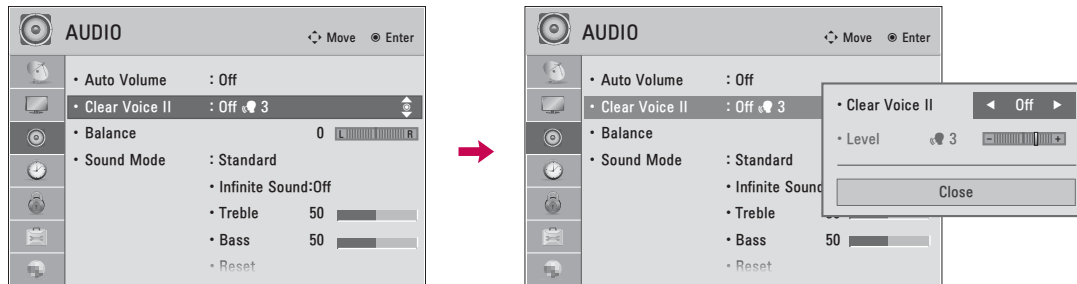 AUDIO
Move Enter
• Auto Volume : Off
• Clear Voice II : Off 3
• Balance 0 L R
• Sound Mode : Standard
• Infinite Sound:Off
• Treble 50
• Bass 50
• Reset
AUDIO
Move Enter
• Auto Volume : Off
• Clear Voice II : Off 3
• Balance
• Sound Mode : Standard
• Infinite Sound
• Treble
• Bass 50
• Reset
• Clear Voice II ◄ Off ►
• Level 3 - +
Close